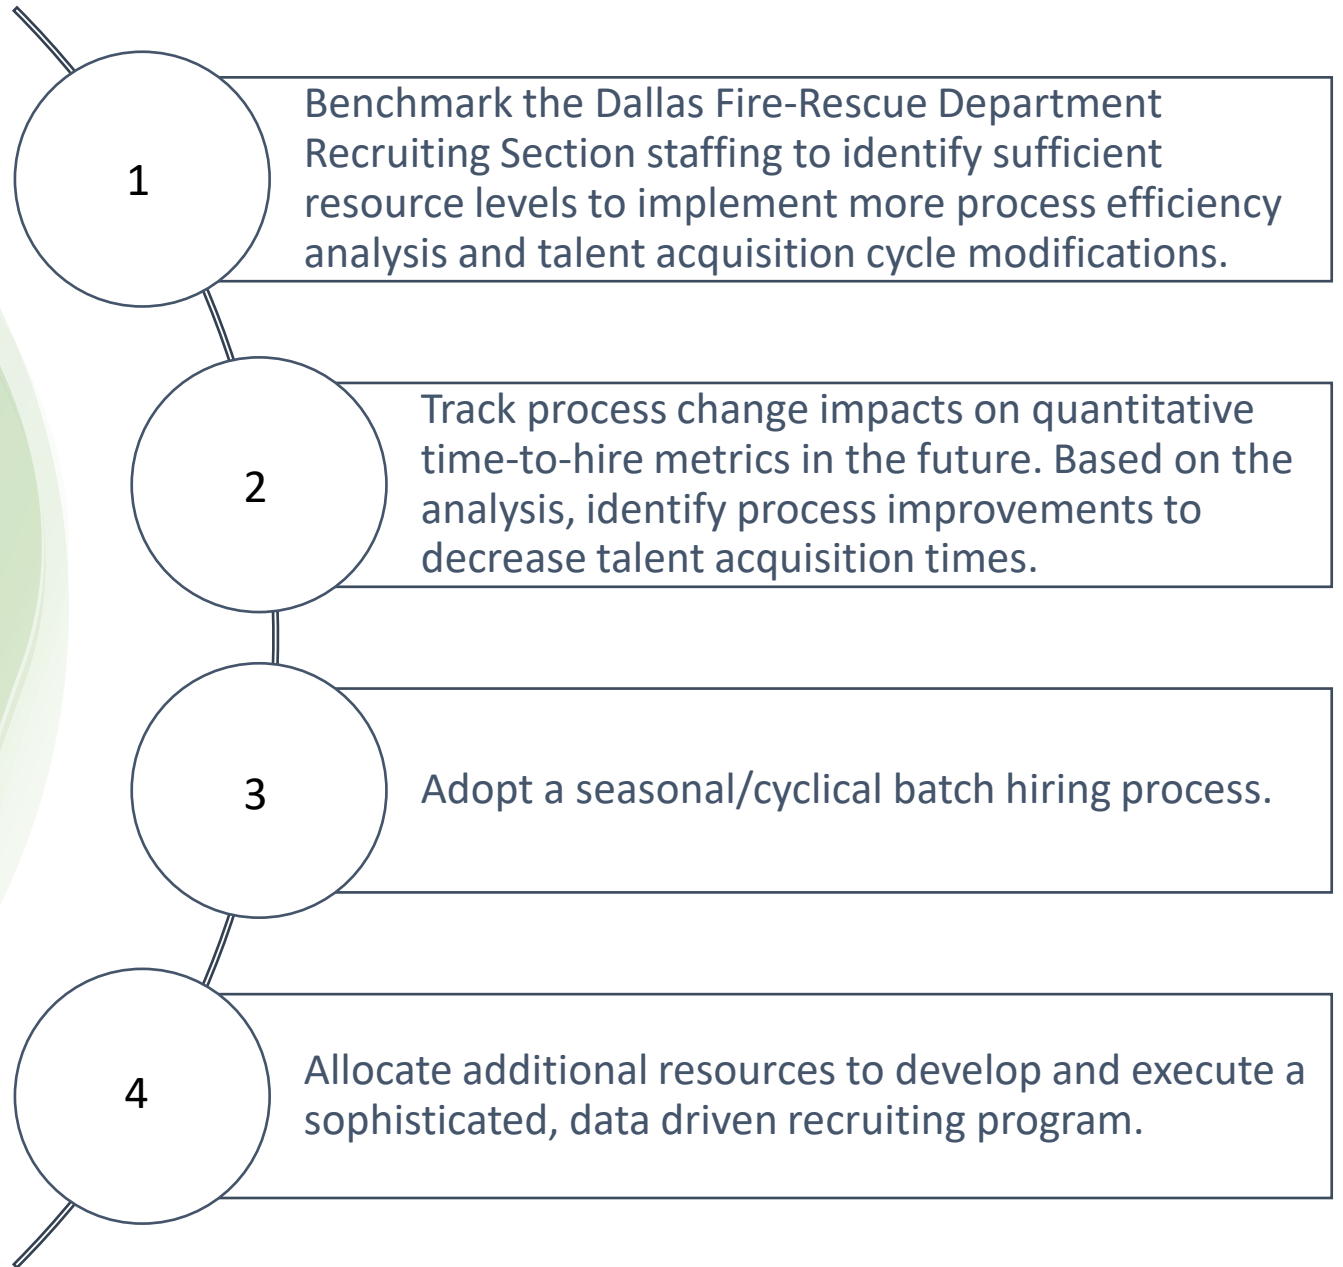 1
Benchmark the Dallas Fire-Rescue Department
Recruiting Section staffing to identify sufficient
resource levels to implement more process efficiency
analysis and talent acquisition cycle modifications.
2
Track process change impacts on quantitative
time-to-hire metrics in the future. Based on the
analysis, identify process improvements to
decrease talent acquisition times.
3
Adopt a seasonal/cyclical batch hiring process.
4
Allocate additional resources to develop and execute a
sophisticated, data driven recruiting program.